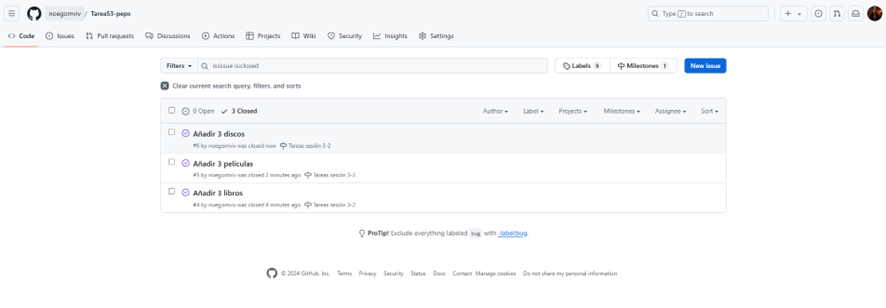 noegomviv / Tarea53-peps
Type / to search
Code Issues Pull requests Discussions Actions Projects Wiki Security Insights Settings
Filters is:issue is:closed Labels 9 Milestones 1 New issue
Clear current search query, filters, and sorts
0 Open 3 Closed Author Label Projects Milestones Assignee Sort
Añadir 3 discos
#6 by noegomviv was closed now Tareas sesión 3-2
Añadir 3 películas
#5 by noegomviv was closed 2 minutes ago Tareas sesión 3-2
Añadir 3 libros
#4 by noegomviv was closed 4 minutes ago Tareas sesión 3-2
ProTip! Exclude everything labeled bug with -label:bug.
© 2024 GitHub, Inc. Terms Privacy Security Status Docs Contact Manage cookies Do not share my personal information